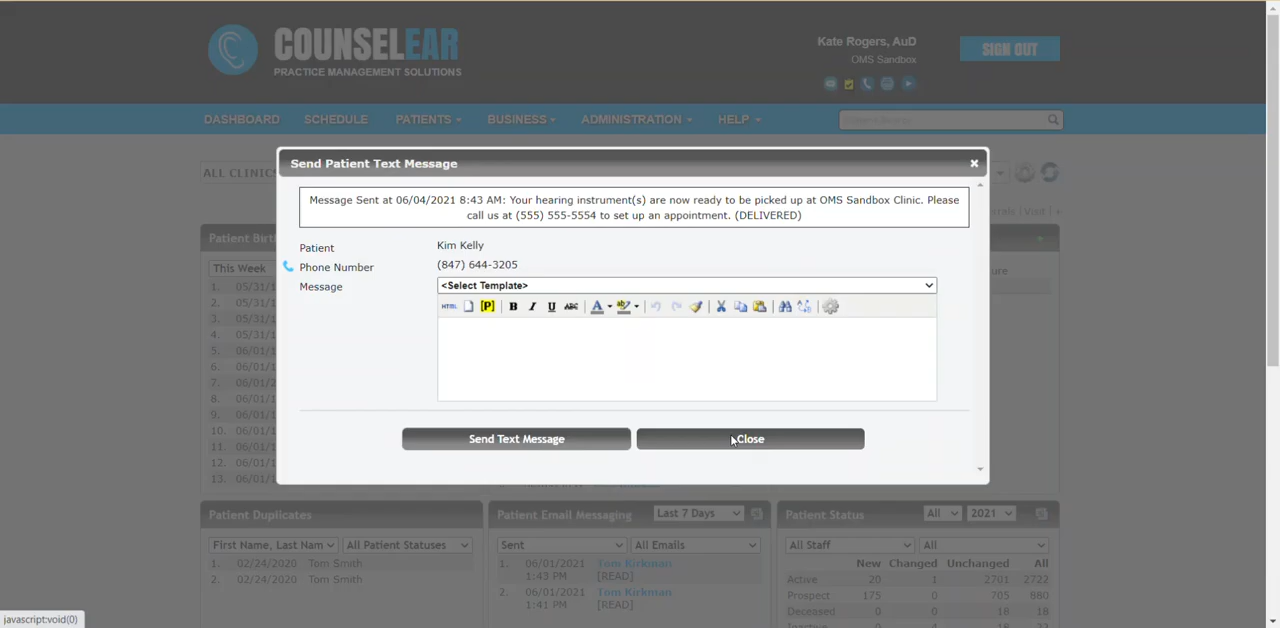 COUNSELEAR
PRACTICE MANAGEMENT SOLUTIONS
Kate Rogers, AuD
OMS Sandbox
SIGN OUT
DASHBOARD SCHEDULE PATIENTS BUSINESS ADMINISTRATION HELP
ALL CLINICS
Send Patient Text Message
Message Sent at 06/04/2021 8:43 AM: Your hearing instrument(s) are now ready to be picked up at OMS Sandbox Clinic. Please
call us at (555) 555-5554 to set up an appointment. (DELIVERED)
Patient Kim Kelly
Phone Number (847) 644-3205
Message <Select Template>
HTML [P] B I U ABC A ab
Send Text Message Close
Visit
Patient Birt
This Week
1. 05/31/1
2. 05/31/1
3. 05/31/1
4. 05/31/1
5. 06/01/1
6. 06/01/1
7. 06/01/2
8. 06/01/1
9. 06/01/1
10. 06/01/1
11. 06/01/1
12. 06/01/1
13. 06/01/1
Patient Duplicates
First Name, Last Nam All Patient Statuses
1. 02/24/2020 Tom Smith
2. 02/24/2020 Tom Smith
Patient Email Messaging Last 7 Days
Sent All Emails
1. 06/01/2021 Tom Kirkman
1:43 PM [READ]
2. 06/01/2021 Tom Kirkman
1:41 PM [READ]
Patient Status All 2021
All Staff All
New Changed Unchanged All
Active 20 1 2701 2722
Prospect 175 0 705 880
Deceased 0 0 18 18
javascript:void(0)